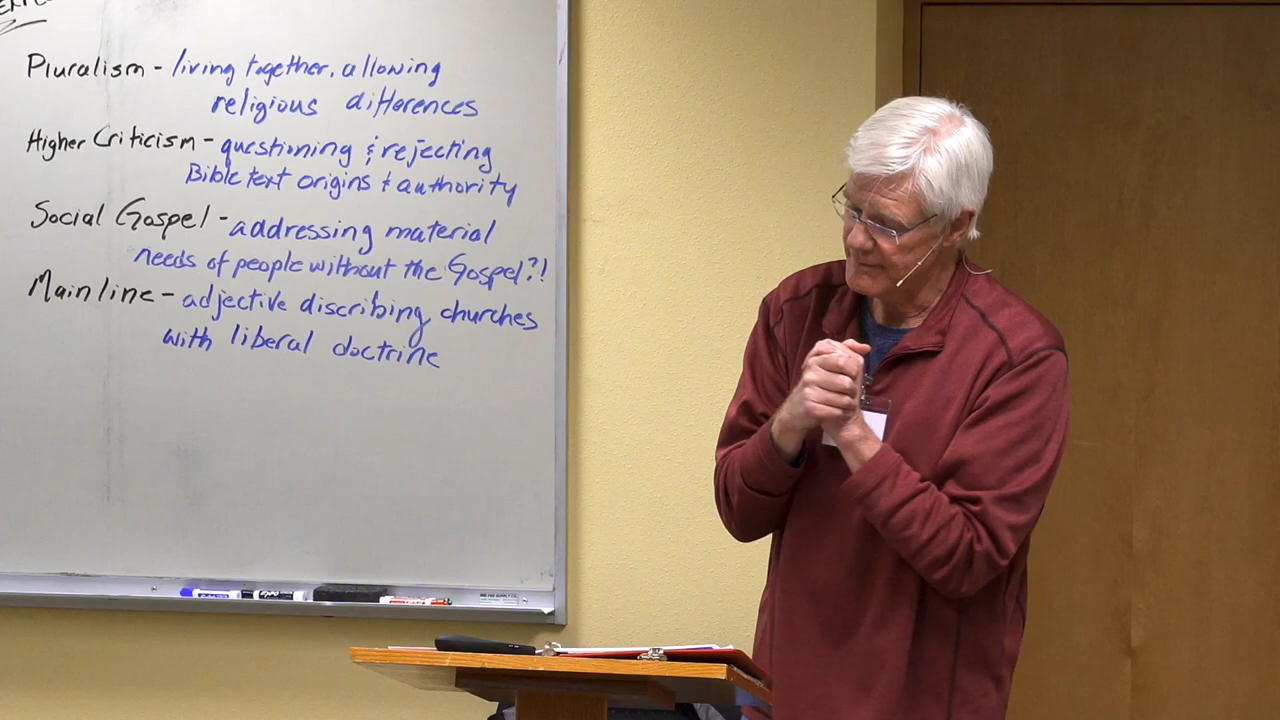 Pluralism - living together, allowing
religious differences
Higher Criticism - questioning & rejecting
Bible text origins & authority
Social Gospel - addressing material
needs of people without the Gospel?!
Mainline - adjective discribing churches
with liberal doctrine
EXPO